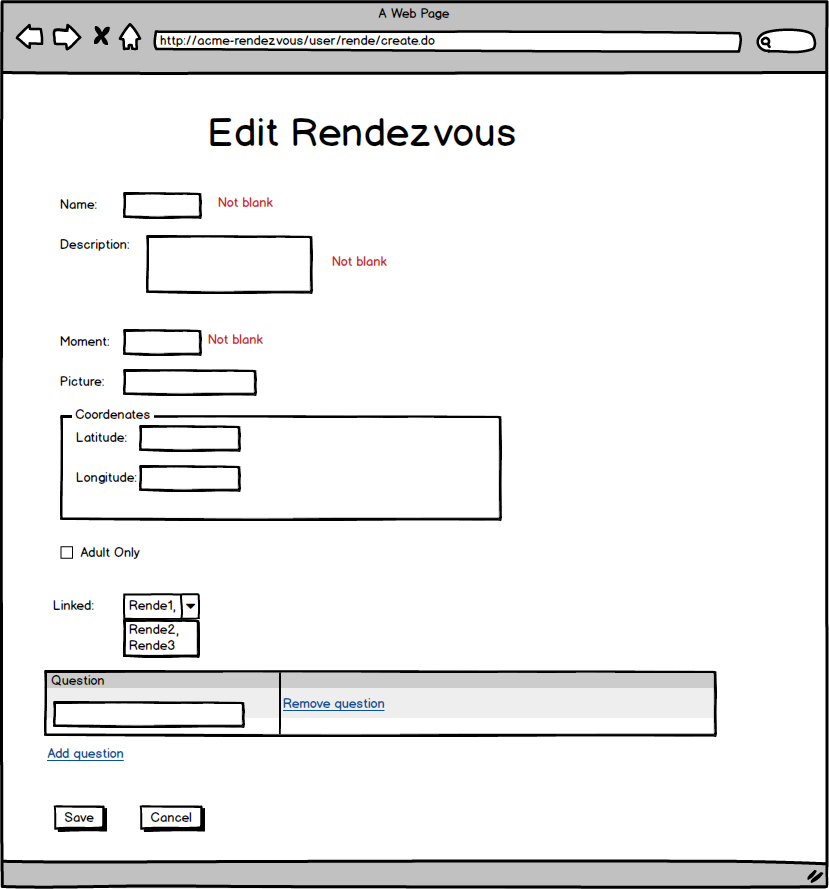 A Web Page
http://acme-rendezvous/user/rende/create.do
Edit Rendezvous
Name: Not blank
Description: Not blank
Moment: Not blank
Picture:
Coordenates
Latitude:
Longitude:
Adult Only
Linked: Rende1,
Rende2,
Rende3
Question
Remove question
Add question
Save Cancel